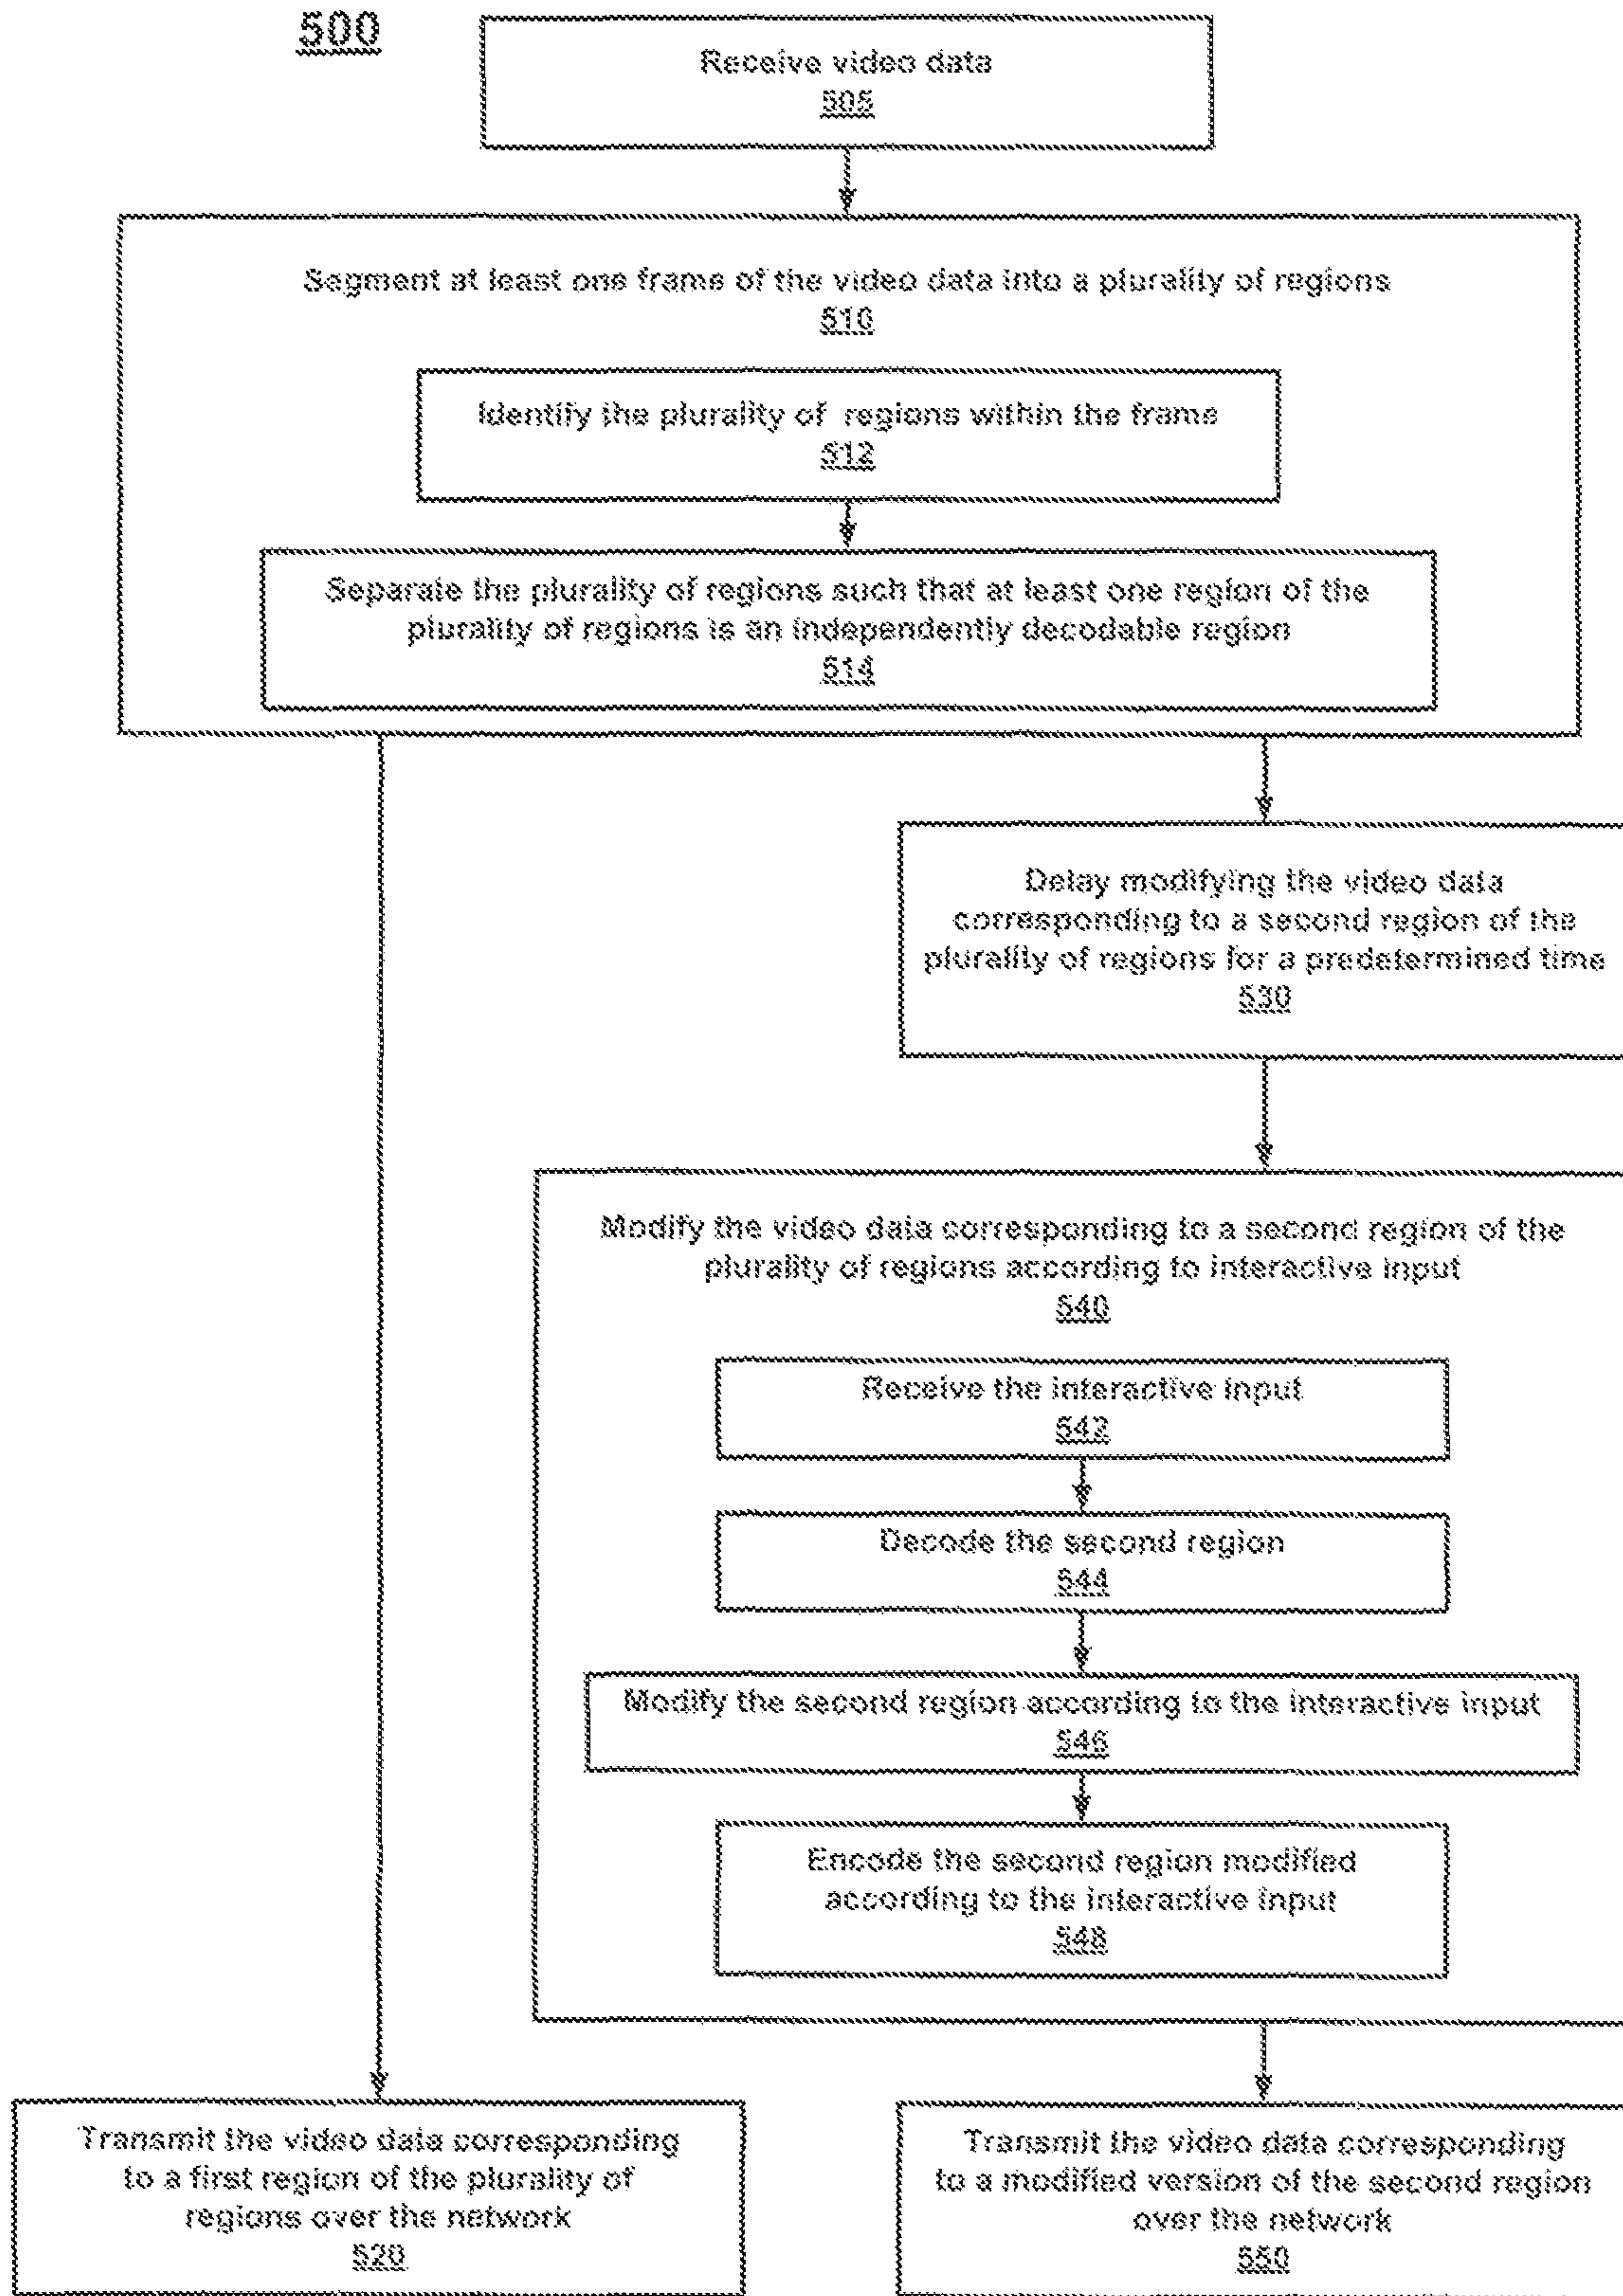 500
Receive video data
505
Segment at least one frame of the video data into a plurality of regions
510
Identify the plurality of regions within the frame
512
Separate the plurality of regions such that at least one region of the
plurality of regions is an independently decodable region
514
Delay modifying the video data
corresponding to a second region of the
plurality of regions for a predetermined time
530
Modify the video data corresponding to a second region of the
plurality of regions according to interactive input
540
Receive the interactive input
542
Decode the second region
544
Modify the second region according to the interactive input
546
Encode the second region modified
according to the interactive input
548
Transmit the video data corresponding
to a first region of the plurality of
regions over the network
520
Transmit the video data corresponding
to a modified version of the second region
over the network
550